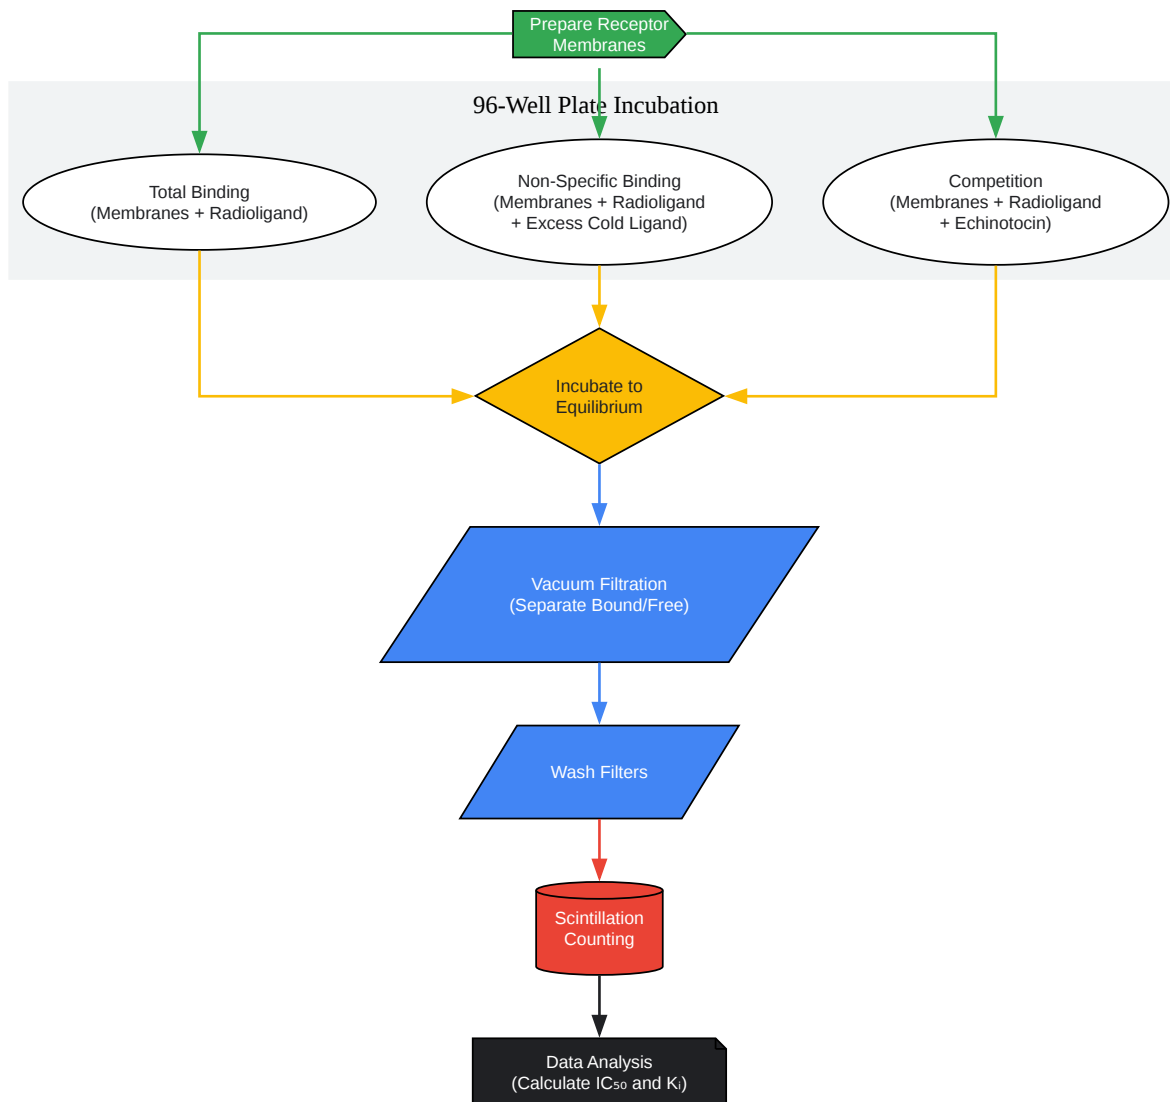 Prepare Receptor
Membranes
96-Well Plate Incubation
Total Binding
(Membranes + Radioligand)
Non-Specific Binding
(Membranes + Radioligand
+ Excess Cold Ligand)
Competition
(Membranes + Radioligand
+ Echinotocin)
Incubate to
Equilibrium
Vacuum Filtration
(Separate Bound/Free)
Wash Filters
Scintillation
Counting
Data Analysis
(Calculate IC₅₀ and Kᵢ)